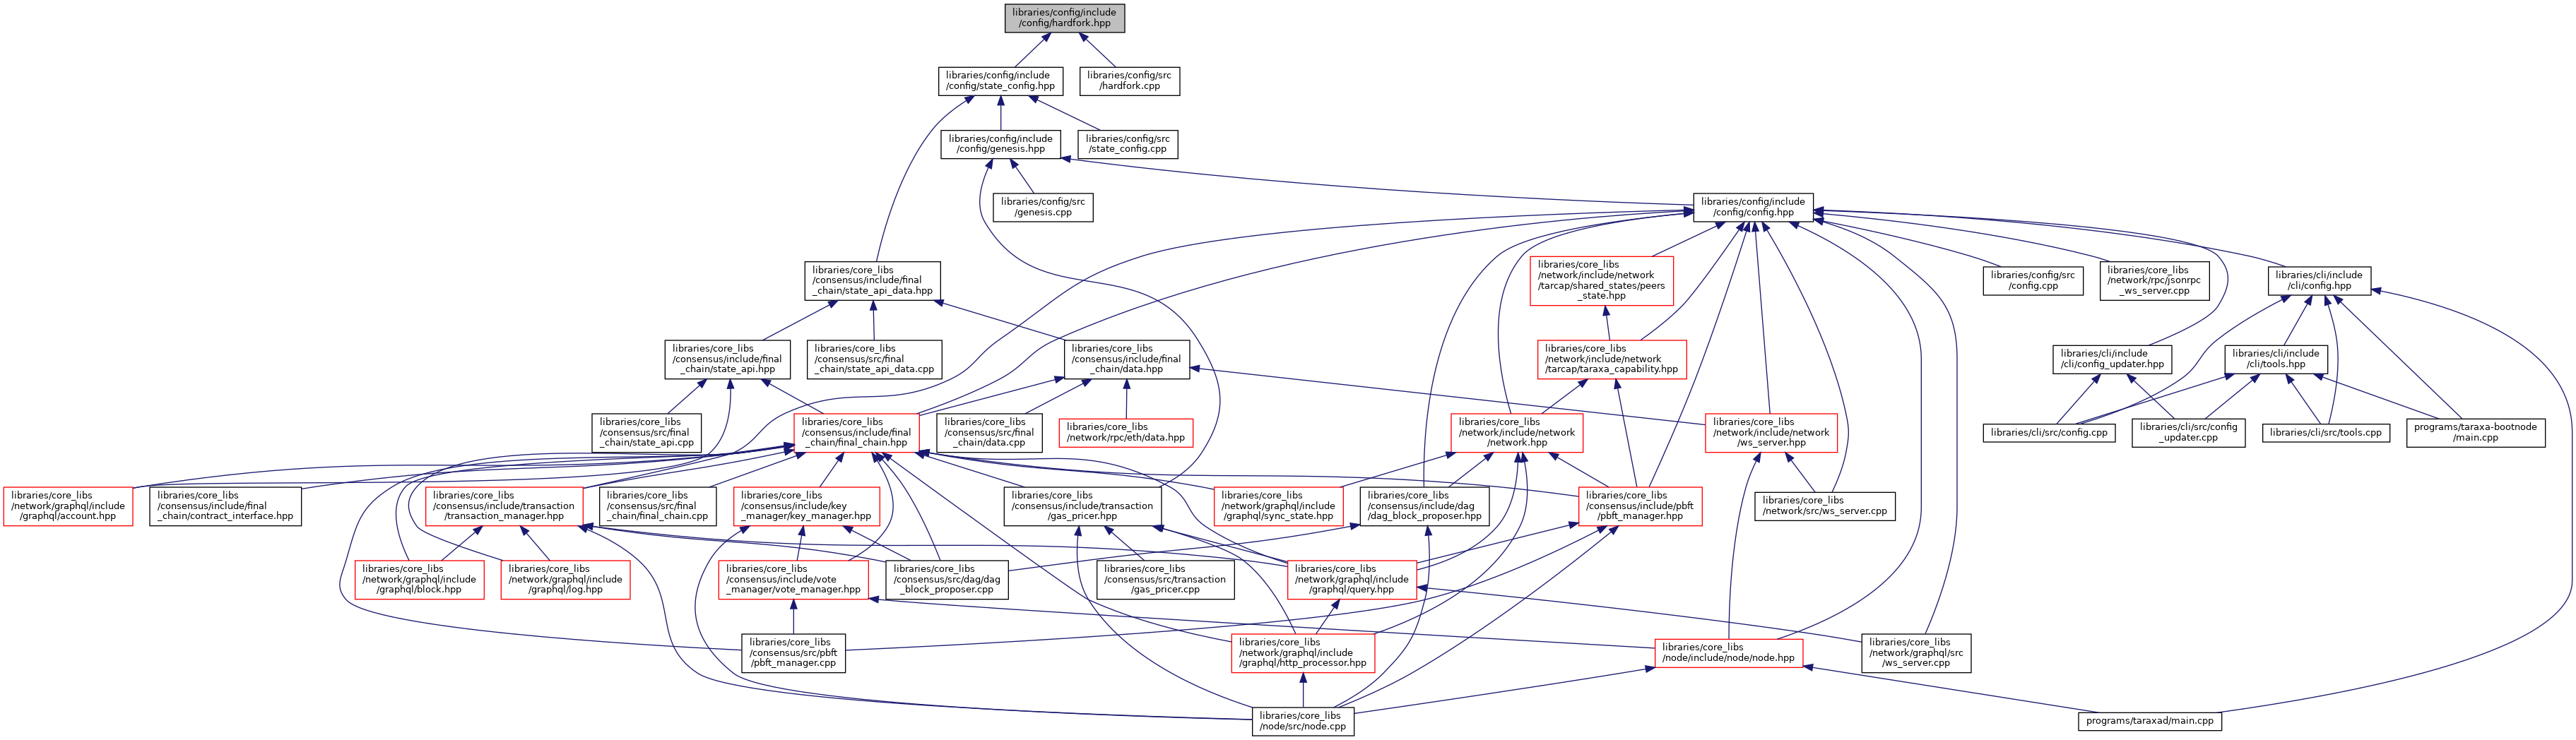 libraries/config/include
/config/hardfork.hpp
libraries/config/include
/config/state_config.hpp
libraries/config/src
/hardfork.cpp
libraries/config/include
/config/genesis.hpp
libraries/config/src
/state_config.cpp
libraries/config/src
/genesis.cpp
libraries/config/include
/config/config.hpp
libraries/core_libs
/consensus/include/final
_chain/state_api_data.hpp
libraries/core_libs
/network/include/network
/tarcap/shared_states/peers
_state.hpp
libraries/config/src
/config.cpp
libraries/core_libs
/network/rpc/jsonrpc
_ws_server.cpp
libraries/cli/include
/cli/config.hpp
libraries/core_libs
/consensus/include/final
_chain/state_api.hpp
libraries/core_libs
/consensus/src/final
_chain/state_api_data.cpp
libraries/core_libs
/consensus/include/final
_chain/data.hpp
libraries/core_libs
/network/include/network
/tarcap/taraxa_capability.hpp
libraries/cli/include
/cli/config_updater.hpp
libraries/cli/include
/cli/tools.hpp
libraries/core_libs
/consensus/src/final
_chain/state_api.cpp
libraries/core_libs
/consensus/include/final
_chain/final_chain.hpp
libraries/core_libs
/consensus/src/final
_chain/data.cpp
libraries/core_libs
/network/rpc/eth/data.hpp
libraries/core_libs
/network/include/network
/network.hpp
libraries/core_libs
/network/include/network
/ws_server.hpp
libraries/cli/src/config.cpp
libraries/cli/src/config
_updater.cpp
libraries/cli/src/tools.cpp
programs/taraxa-bootnode
/main.cpp
libraries/core_libs
/network/graphql/include
/graphql/account.hpp
libraries/core_libs
/consensus/include/final
_chain/contract_interface.hpp
libraries/core_libs
/consensus/include/transaction
/transaction_manager.hpp
libraries/core_libs
/consensus/src/final
_chain/final_chain.cpp
libraries/core_libs
/consensus/include/key
_manager/key_manager.hpp
libraries/core_libs
/consensus/include/transaction
/gas_pricer.hpp
libraries/core_libs
/network/graphql/include
/graphql/sync_state.hpp
libraries/core_libs
/consensus/include/dag
/dag_block_proposer.hpp
libraries/core_libs
/consensus/include/pbft
/pbft_manager.hpp
libraries/core_libs
/network/src/ws_server.cpp
libraries/core_libs
/network/graphql/include
/graphql/block.hpp
libraries/core_libs
/network/graphql/include
/graphql/log.hpp
libraries/core_libs
/consensus/include/vote
_manager/vote_manager.hpp
libraries/core_libs
/consensus/src/dag/dag
_block_proposer.cpp
libraries/core_libs
/consensus/src/transaction
/gas_pricer.cpp
libraries/core_libs
/network/graphql/include
/graphql/query.hpp
libraries/core_libs
/consensus/src/pbft
/pbft_manager.cpp
libraries/core_libs
/network/graphql/include
/graphql/http_processor.hpp
libraries/core_libs
/node/include/node/node.hpp
libraries/core_libs
/network/graphql/src
/ws_server.cpp
libraries/core_libs
/node/src/node.cpp
programs/taraxad/main.cpp